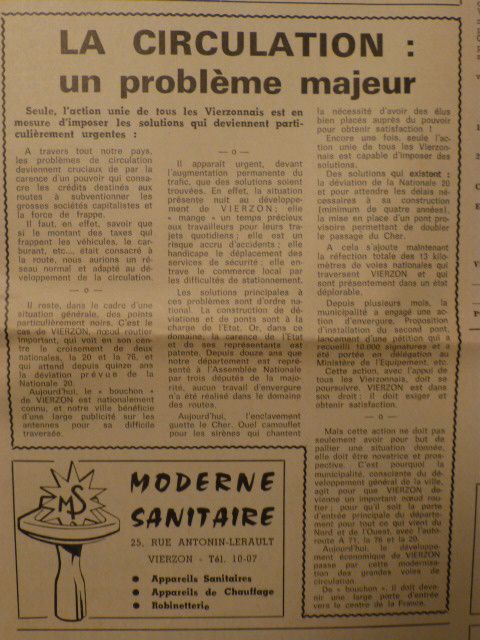 LA CIRCULATION :
un problème majeur
Seule, l'action unie de tous les Vierzonnais est en
mesure d'imposer les solutions qui deviennent parti-
culièrement urgentes :
A travers tout notre pays,
les problèmes de circulation
deviennent cruciaux de par la
carence d'un pouvoir qui con-
sacre les crédits destinés aux
routes à subventionner les
grosses sociétés capitalistes et
la force de frappe.
Il faut, en effet, savoir que
si le montant des taxes qui
frappent les véhicules, le car-
burant, etc..., était consacré à
la route, nous aurions un ré-
seau normal et adapté au dé-
veloppement de la circulation.
— o —
Il reste, dans le cadre d'une
situation générale, des points
particulièrement noirs. C'est le
cas de VIERZON, nœud routier
important, qui voit en son cen-
tre le croisement de deux
nationales, la 20 et la 76, et
qui attend depuis quinze ans
la déviation prévue de la
Nationale 20.
Aujourd'hui, le « bouchon »
de VIERZON est nationalement
connu, et notre ville bénéficie
d'une large publicité sur les
antennes pour sa difficile
traversée.
— o —
Il apparaît urgent, devant
l'augmentation permanente du
trafic, que des solutions soient
trouvées. En effet, la situation
présente nuit au développe-
ment de VIERZON ; elle
« mange » un temps précieux
aux travailleurs pour leurs tra-
jets quotidiens ; elle est un
risque accru d'accidents ; elle
handicape le déplacement des
services de sécurité ; elle en-
trave le commerce local par
les difficultés de stationnement.
Les solutions principales à
ces problèmes sont d'ordre na-
tional. La construction de dé-
viations et de ponts sont à la
charge de l'Etat. Or, dans ce
domaine, la carence de l'Etat
et de ses représentants est
patente. Depuis douze ans que
notre département est repré-
senté à l'Assemblée Nationale
par trois députés de la majo-
rité, aucun travail d'envergure
n'a été réalisé dans le domaine
des routes.
Aujourd'hui, l'enclavement
guette le Cher. Quel camouflet
pour les sirènes qui chantent
la nécessité d'avoir des élus
bien placés auprès du pouvoir
pour obtenir satisfaction !
Encore une fois, seule l'ac-
tion unie de tous les Vierzon-
nais est capable d'imposer des
solutions.
Des solutions qui existent :
la déviation de la Nationale 20
et pour attendre les délais né-
cessaires à sa construction
(minimum de quatre années),
la mise en place d'un pont pro-
visoire permettant de doubler
le passage du Cher.
A cela s'ajoute maintenant
la réfection totale des 13 kilo-
mètres de voies nationales qui
traversent VIERZON et qui
sont présentement dans un état
déplorable.
Depuis plusieurs mois, la
municipalité a engagé une ac-
tion d'envergure. Proposition
d'installation du second pont,
lancement d'une pétition qui a
recueilli 10.000 signatures et a
été portée en délégation au
Ministère de l'Equipement, etc.
Cette action, avec l'appui de
tous les Vierzonnais, doit se
poursuivre. VIERZON est dans
son droit : il doit exiger et
obtenir satisfaction.
— o —
Mais cette action ne doit pas
seulement avoir pour but de
pallier une situation donnée,
elle doit être novatrice et pros-
pective. C'est pourquoi la
municipalité, consciente du dé-
veloppement général de la ville,
agit pour que VIERZON de-
vienne un important nœud rou-
tier ; pour qu'il soit la porte
d'entrée principale du départe-
ment pour tout ce qui vient du
Nord et de l'Ouest, avec l'auto-
route A 71, la 76 et la 20.
Aujourd'hui, le développe-
ment économique de VIERZON
passe par cette modernisa-
tion des grandes voies de
circulation.
De « bouchon », il doit deve-
nir une large porte d'entrée
vers le centre de la France.
MS
MODERNE
SANITAIRE
25, RUE ANTONIN-LERAULT
VIERZON - Tél. 10-07
● Appareils Sanitaires
● Appareils de Chauffage
● Robinetterie